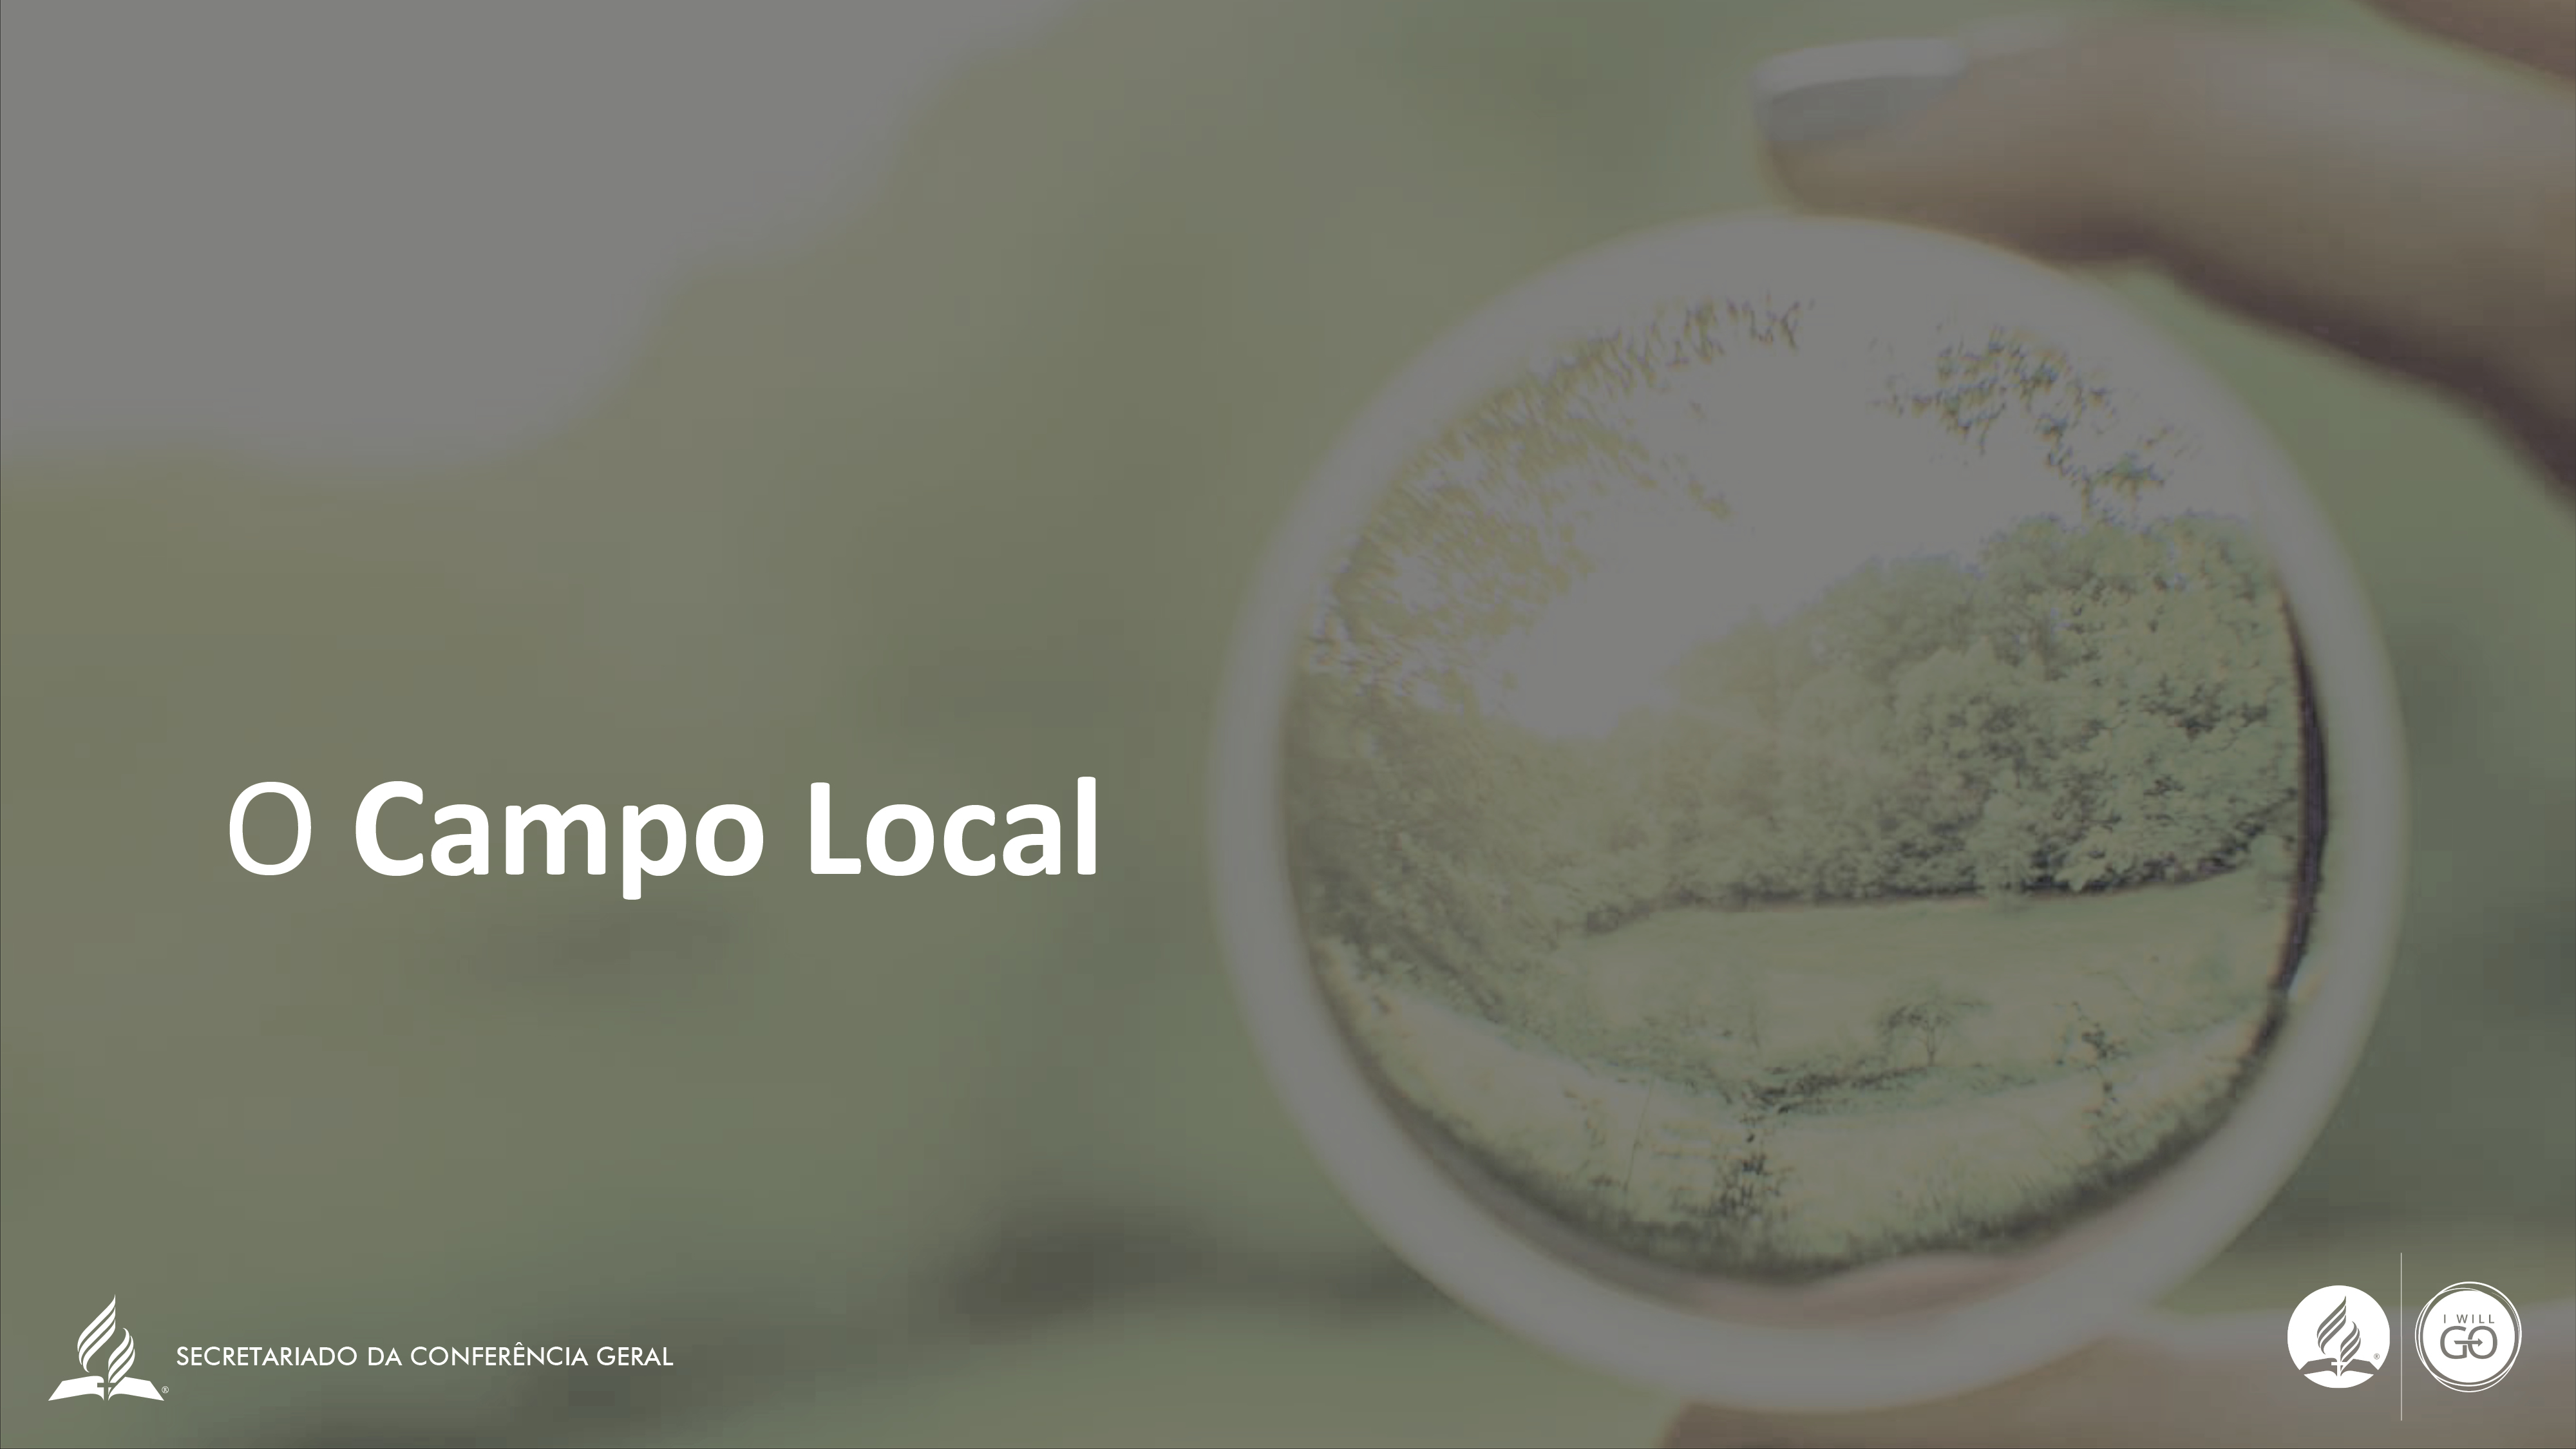 O Campo Local
SECRETARIADO DA CONFERÊNCIA GERAL
I WILL
GO